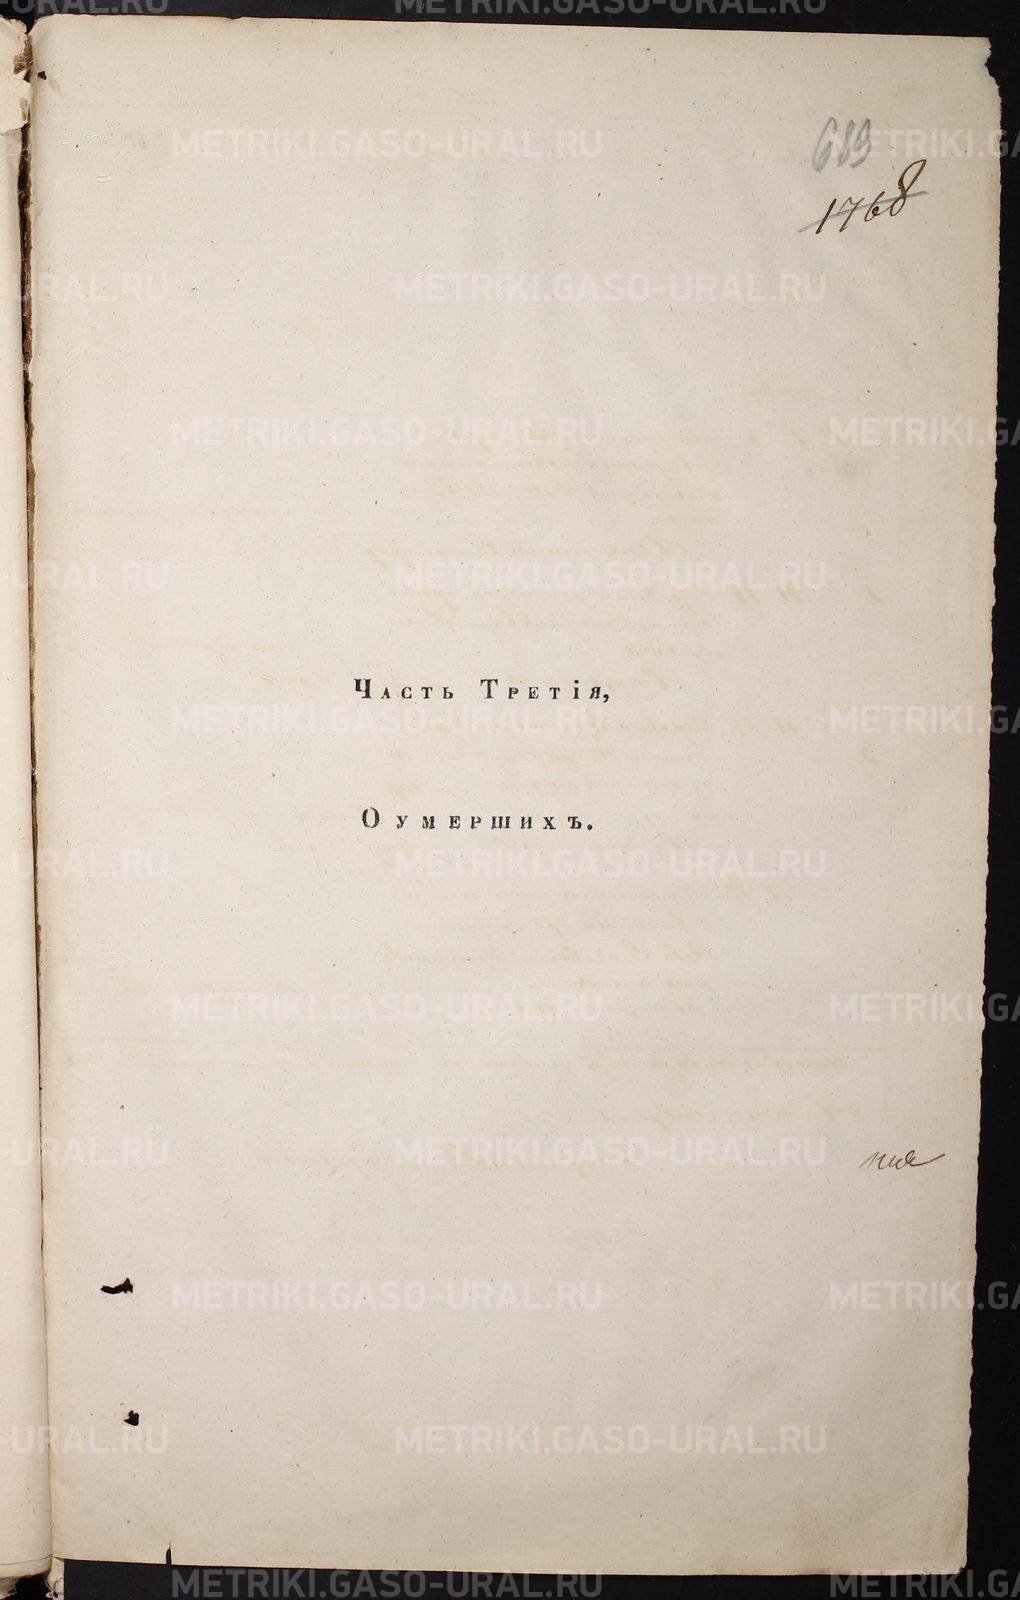 689
1768
Часть Третія,
О умершихъ.